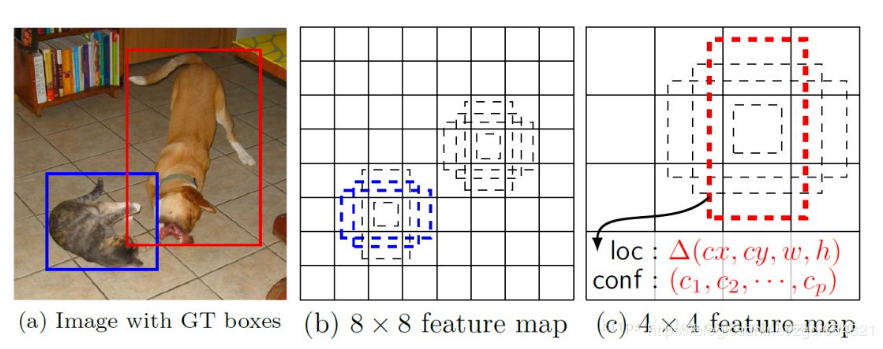 loc : Δ(cx, cy, w, h)
conf : (c₁, c₂, ⋯, cₚ)
(a) Image with GT boxes
(b) 8 × 8 feature map
(c) 4 × 4 feature map